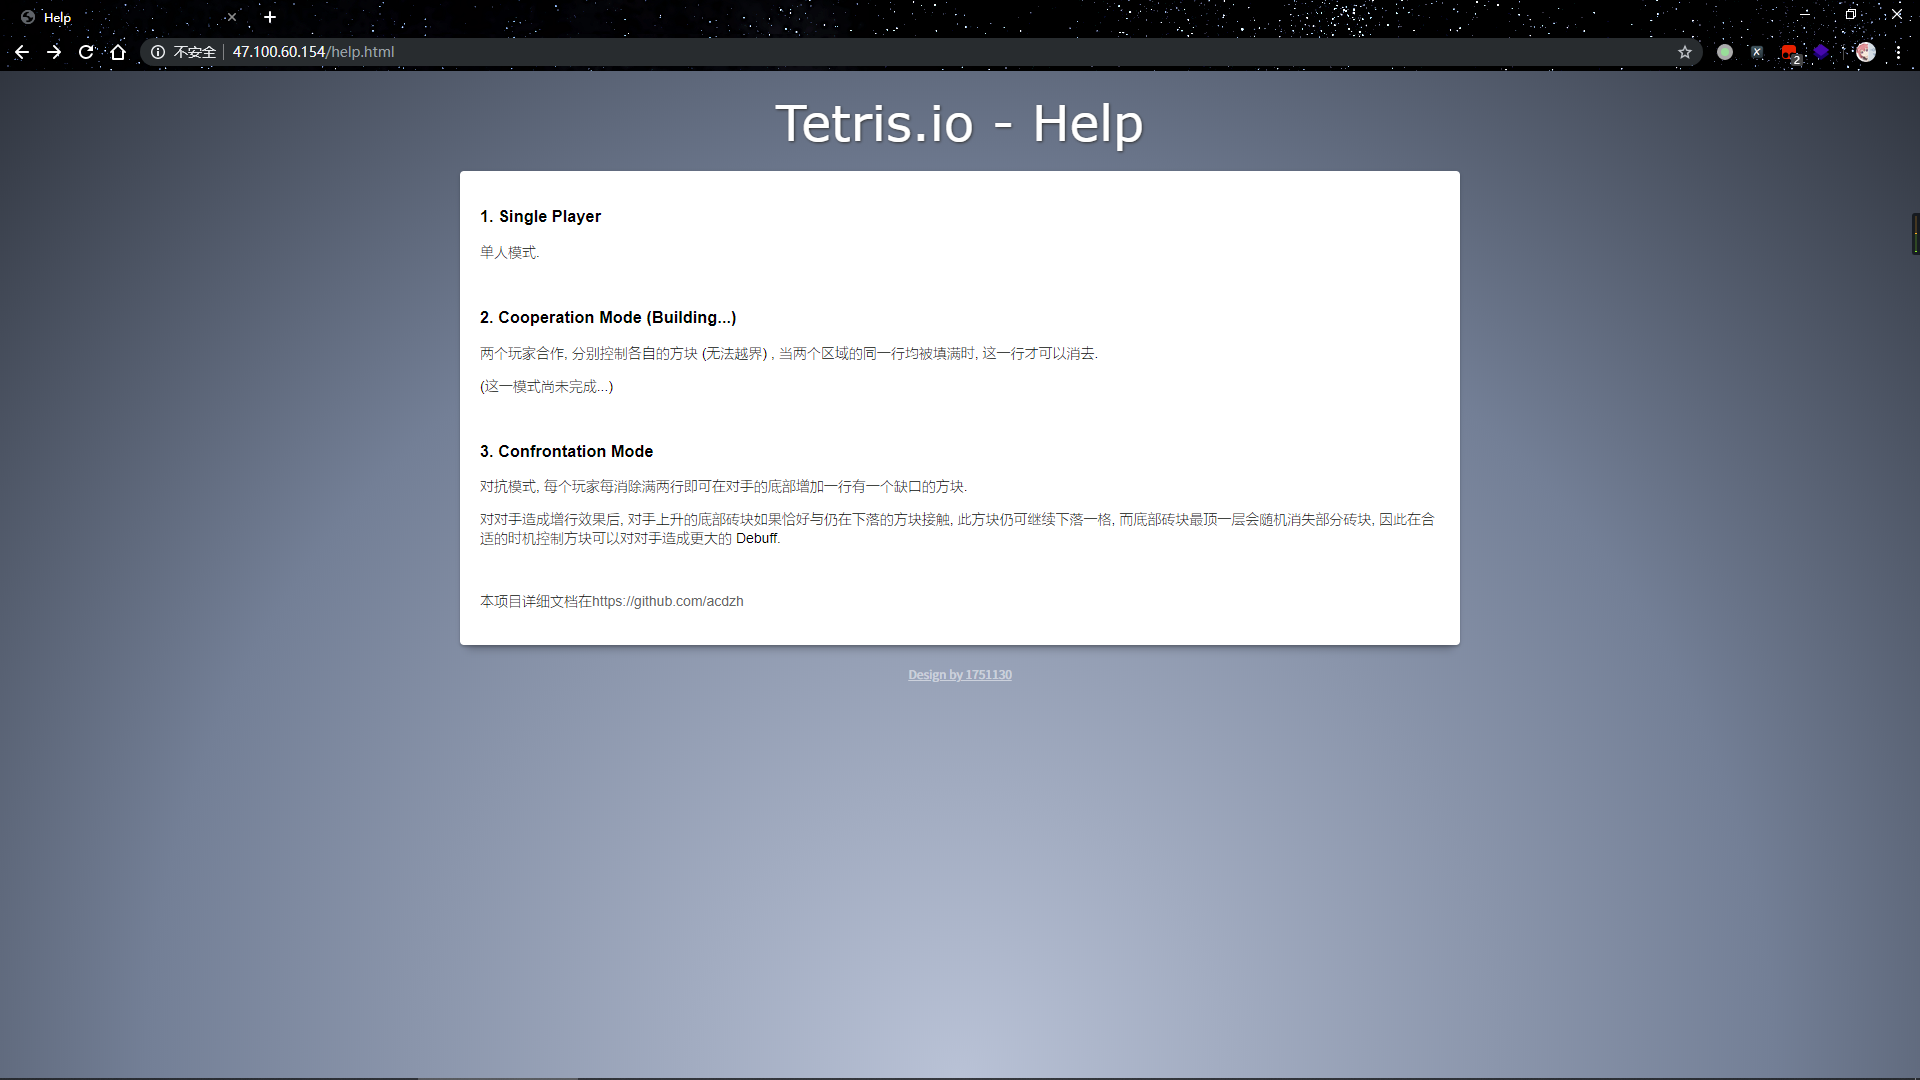 Help
不安全
47.100.60.154/help.html
2
Tetris.io - Help
1. Single Player
单人模式.
2. Cooperation Mode (Building...)
两个玩家合作, 分别控制各自的方块 (无法越界) , 当两个区域的同一行均被填满时, 这一行才可以消去.
(这一模式尚未完成...)
3. Confrontation Mode
对抗模式, 每个玩家每消除满两行即可在对手的底部增加一行有一个缺口的方块.
对对手造成增行效果后, 对手上升的底部砖块如果恰好与仍在下落的方块接触, 此方块仍可继续下落一格, 而底部砖块最顶一层会随机消失部分砖块, 因此在合
适的时机控制方块可以对对手造成更大的 Debuff.
本项目详细文档在https://github.com/acdzh
Design by 1751130